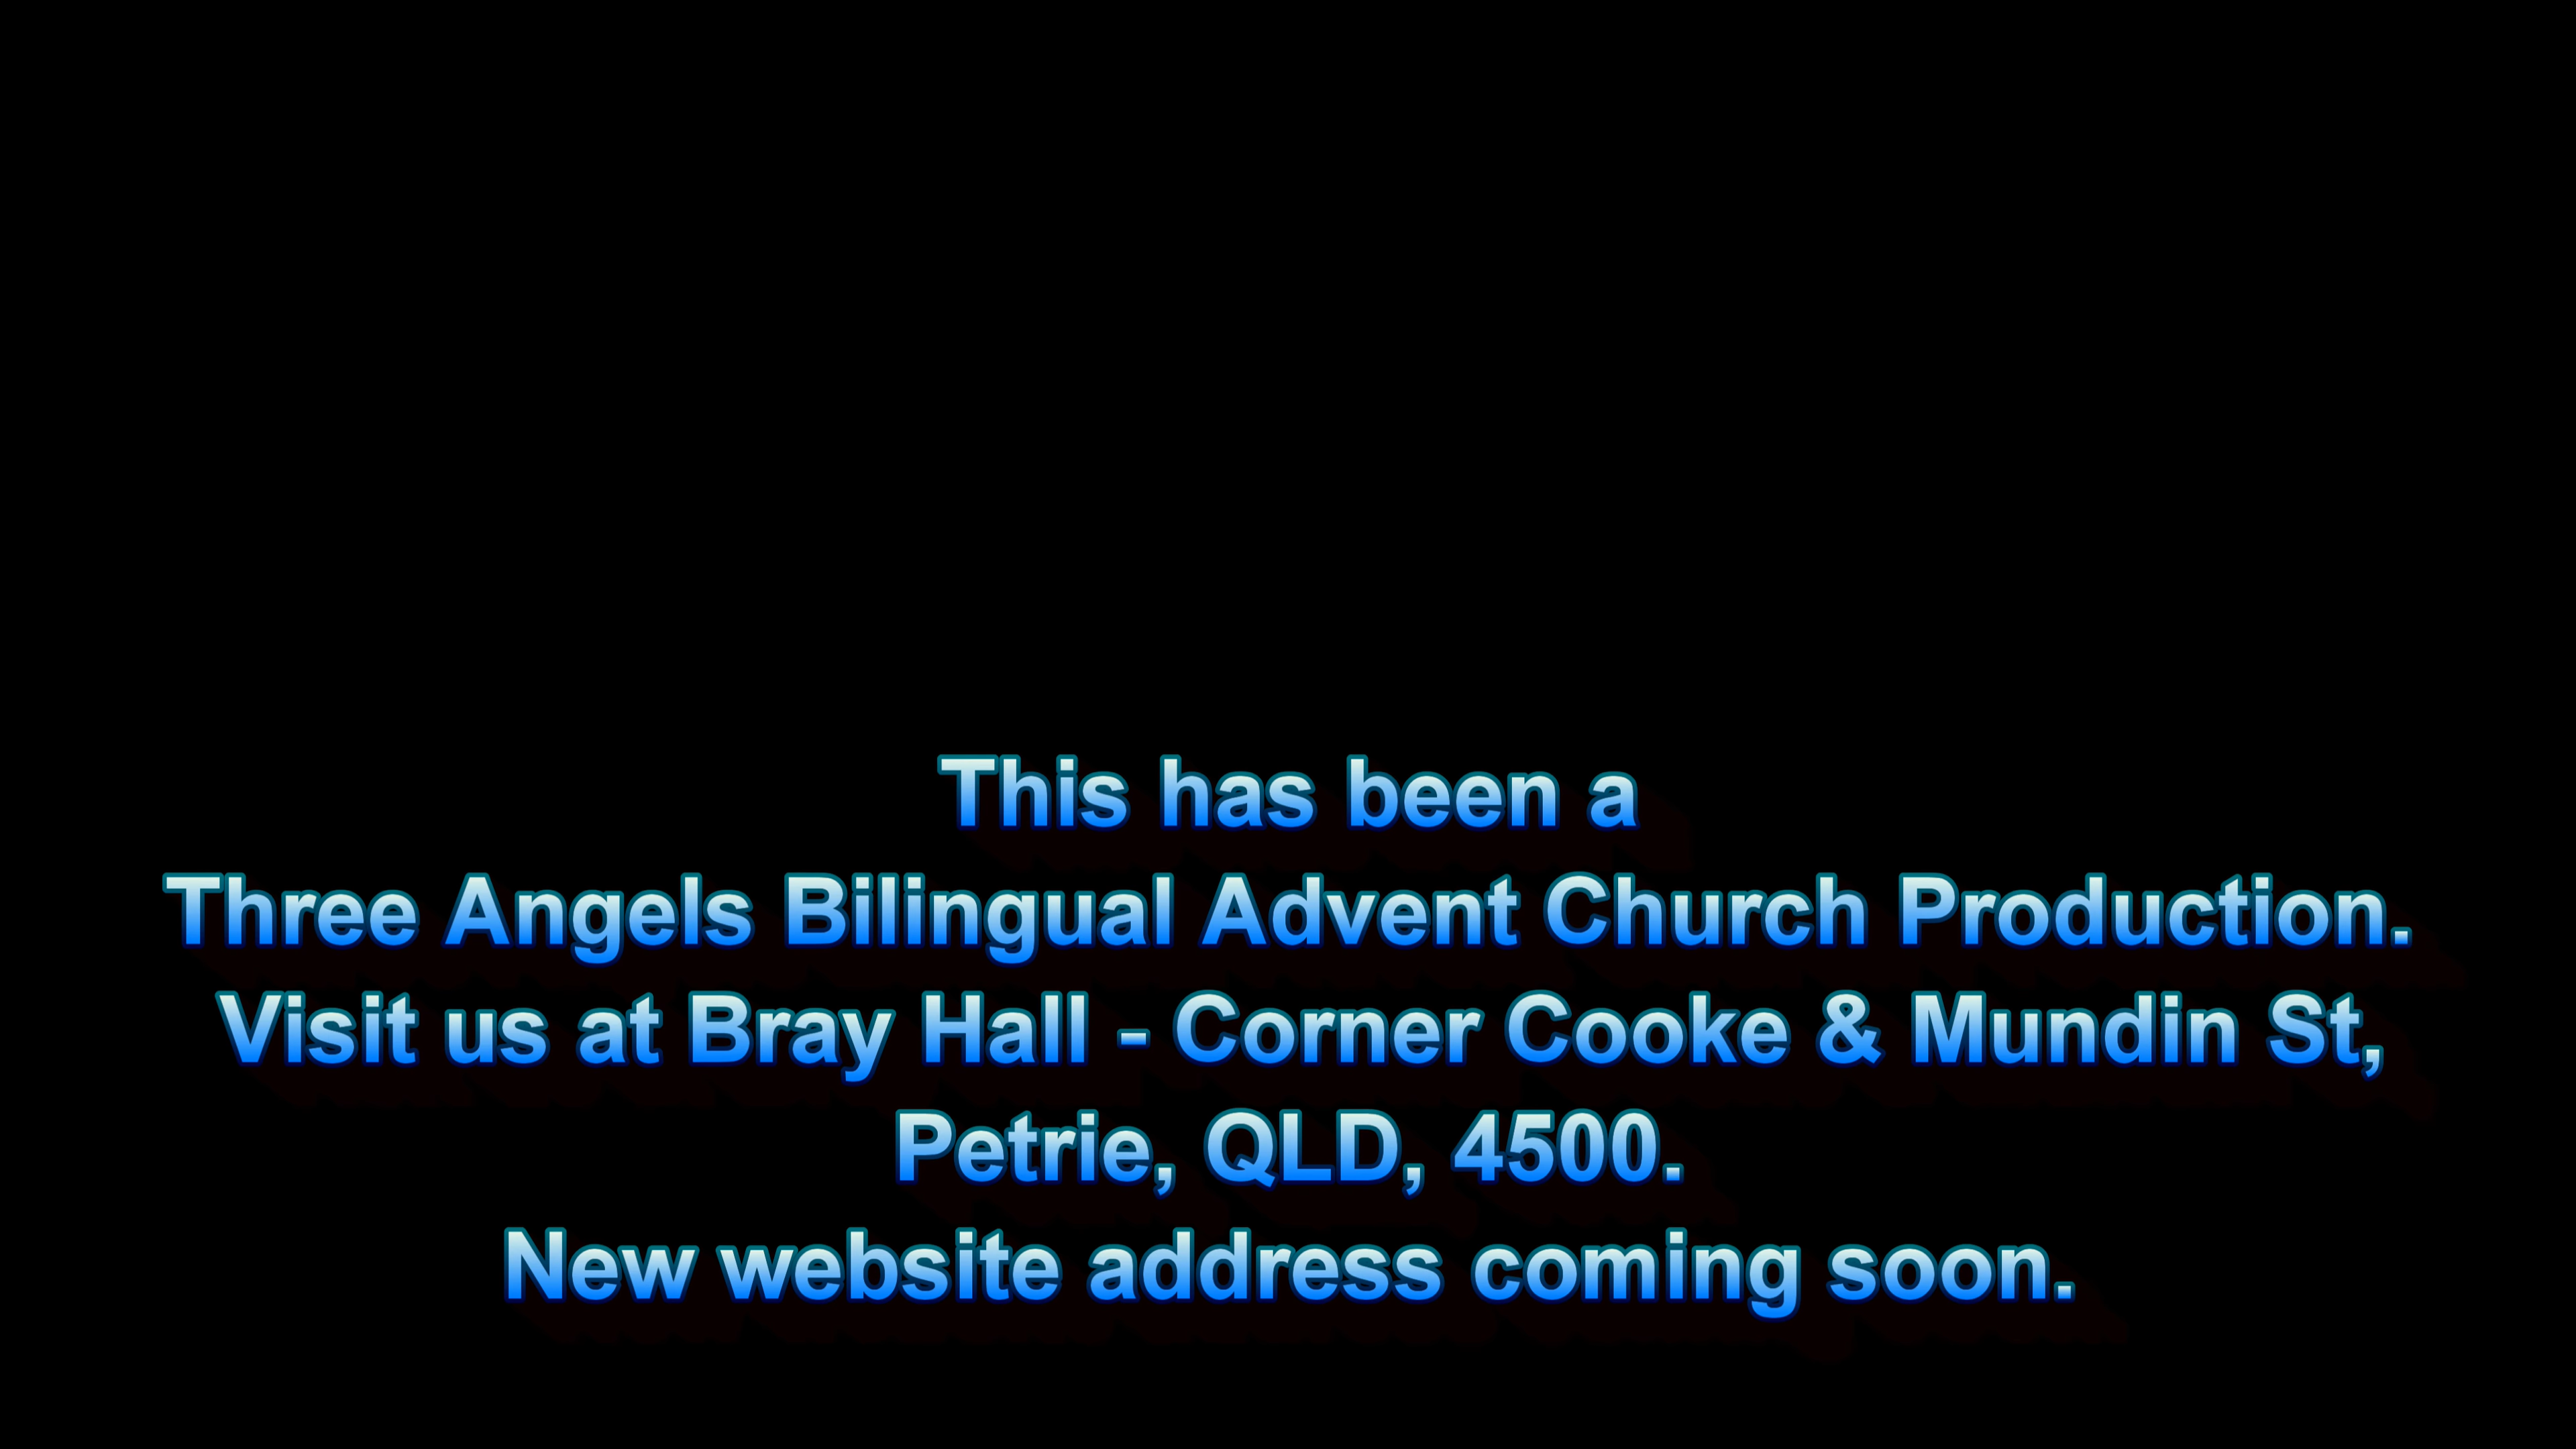 This has been a
Three Angels Bilingual Advent Church Production.
Visit us at Bray Hall - Corner Cooke & Mundin St,
Petrie, QLD, 4500.
New website address coming soon.